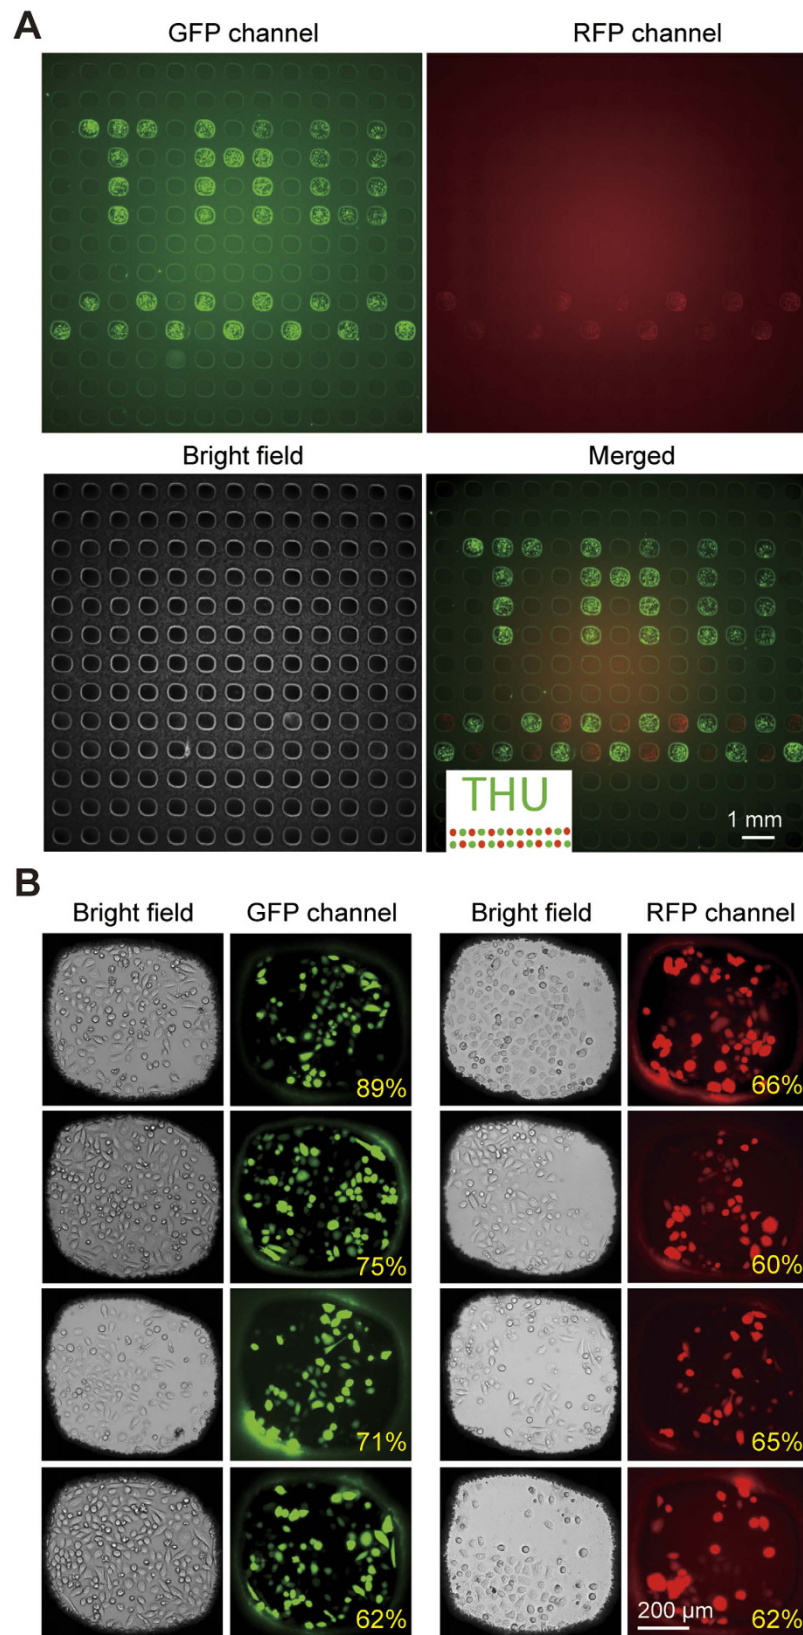 A
GFP channel RFP channel
Bright field Merged
THU
1 mm
B
Bright field GFP channel Bright field RFP channel
89% 66%
75% 60%
71% 65%
62% 200 µm 62%